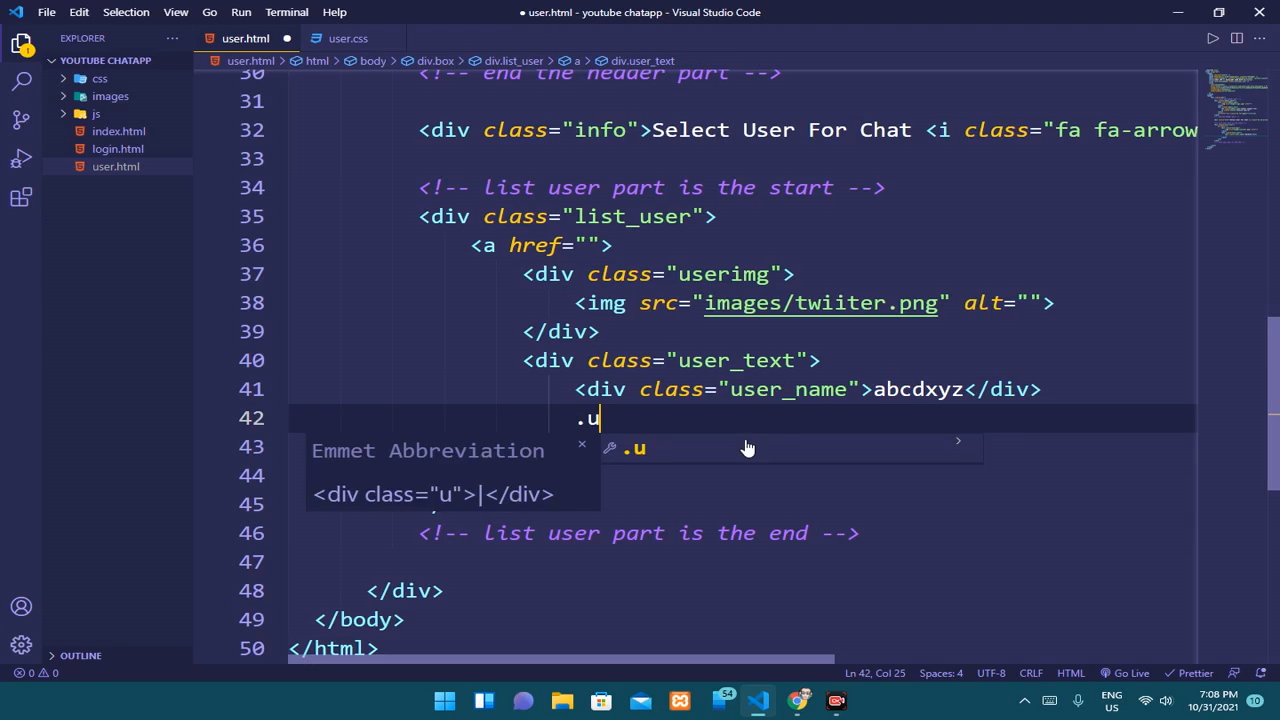 File Edit Selection View Go Run Terminal Help
● user.html - youtube chatapp - Visual Studio Code
EXPLORER ···
user.html ●
user.css
YOUTUBE CHATAPP
user.html > html > body > div.box > div.list_user > a > div.user_text
css
images
js
index.html
login.html
user.html
30 <!-- end the header part -->
31
32 <div class="info">Select User For Chat <i class="fa fa-arrow
33
34 <!-- list user part is the start -->
35 <div class="list_user">
36 <a href="">
37 <div class="userimg">
38 <img src="images/twiiter.png" alt="">
39 </div>
40 <div class="user_text">
41 <div class="user_name">abcdxyz</div>
42 .u
43 .u
Emmet Abbreviation ×
44
<div class="u">|</div>
45
46 <!-- list user part is the end -->
47
48 </div>
49 </body>
50 </html>
OUTLINE
0 0 Ln 42, Col 25 Spaces: 4 UTF-8 CRLF HTML Go Live Prettier
54
ENG
US
7:08 PM
10/31/2021
10
1